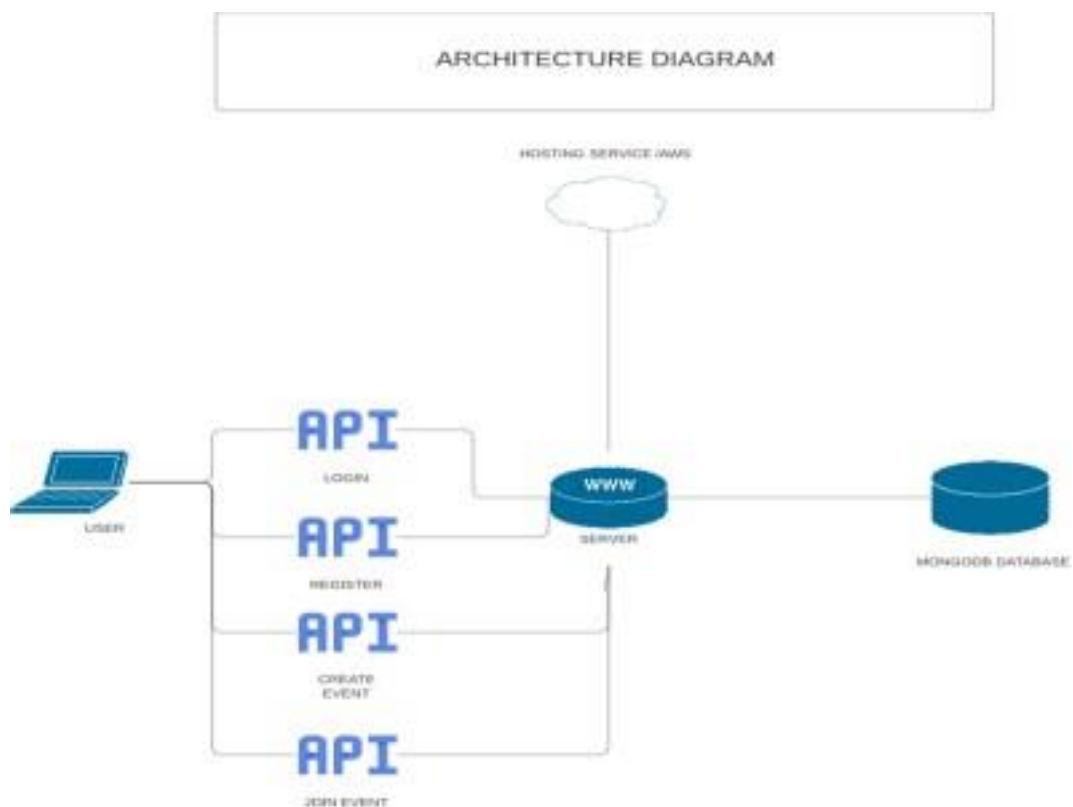 ARCHITECTURE DIAGRAM
HOSTING SERVICE/AWS
API
LOGIN
WWW
USER
API
SERVER
MONGODB DATABASE
REGISTER
API
CREATE
EVENT
API
JOIN EVENT